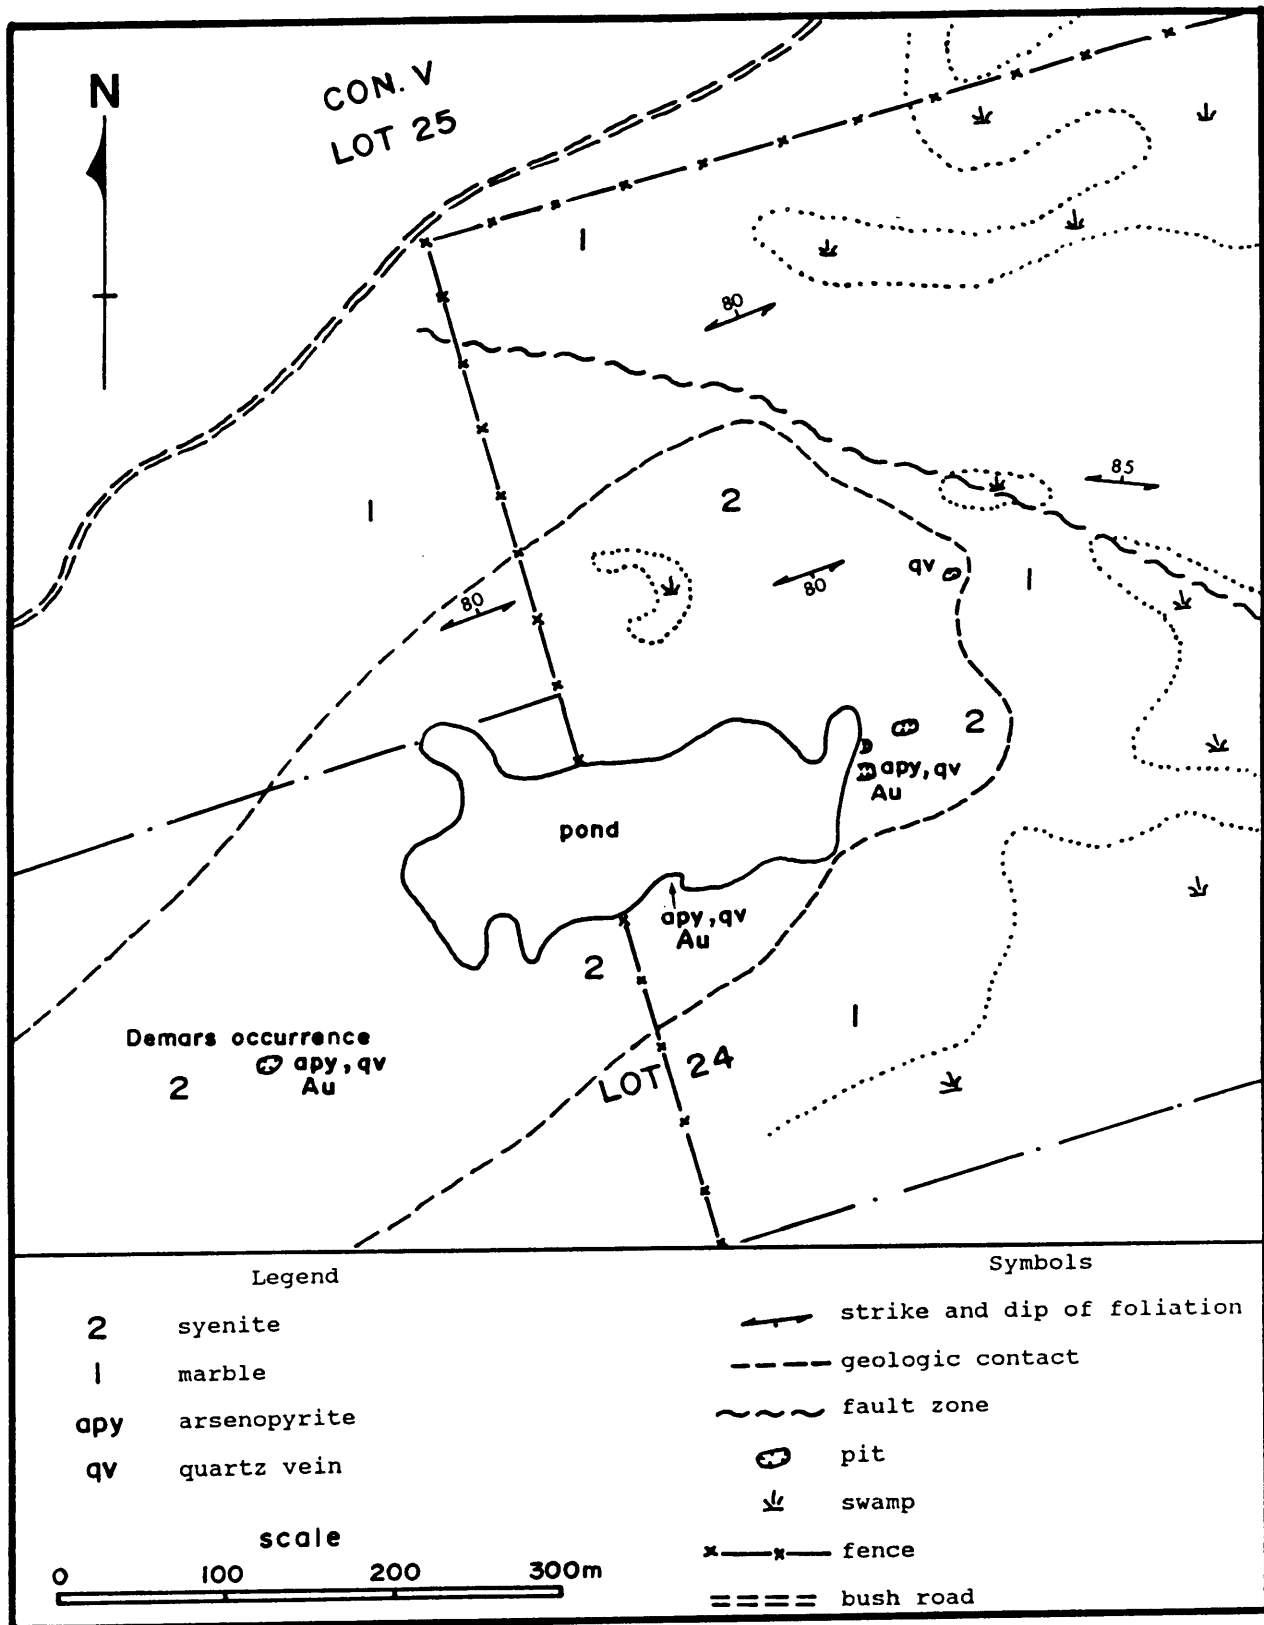 N
CON. V
LOT 25
1
80
85
1
2
qv
1
80
80
2
apy, qv
Au
pond
apy, qv
Au
2
1
Demars occurrence
apy, qv
Au
2
LOT 24
Legend
2 syenite
1 marble
apy arsenopyrite
qv quartz vein
scale
0 100 200 300m
Symbols
strike and dip of foliation
geologic contact
fault zone
pit
swamp
fence
bush road